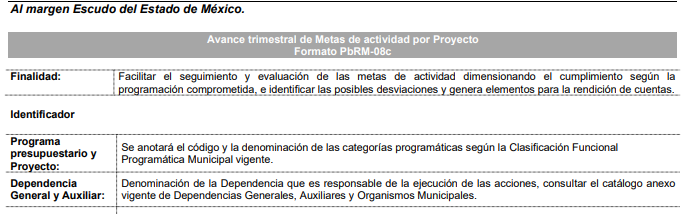 Al margen Escudo del Estado de México.
Avance trimestral de Metas de actividad por Proyecto
Formato PbRM-08c
Finalidad: Facilitar el seguimiento y evaluación de las metas de actividad dimensionando el cumplimiento según la
programación comprometida, e identificar las posibles desviaciones y genera elementos para la rendición de cuentas.
Identificador
Programa
presupuestario y
Proyecto:
Se anotará el código y la denominación de las categorías programáticas según la Clasificación Funcional
Programática Municipal vigente.
Dependencia
General y Auxiliar:
Denominación de la Dependencia que es responsable de la ejecución de las acciones, consultar el catálogo anexo
vigente de Dependencias Generales, Auxiliares y Organismos Municipales.